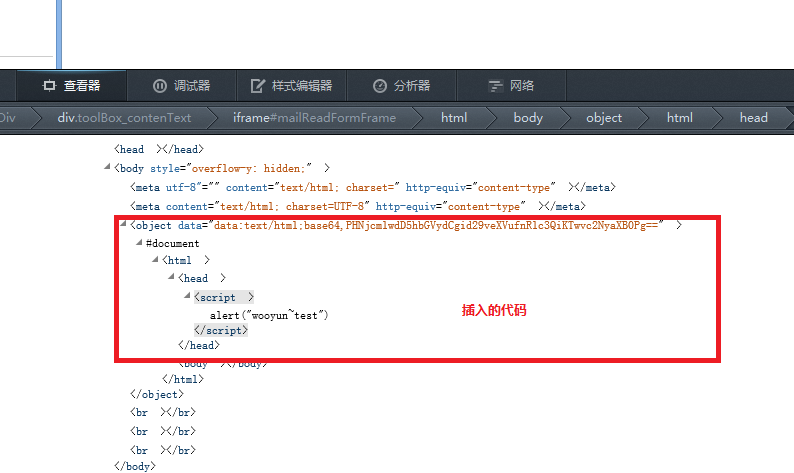 查看器 调试器 样式编辑器 分析器 网络
Div div.toolBox_contenText iframe#mailReadFormFrame html body object html head
<head ></head>
<body style="overflow-y: hidden;" >
<meta utf-8="" content="text/html; charset=" http-equiv="content-type" ></meta>
<meta content="text/html; charset=UTF-8" http-equiv="content-type" ></meta>
<object data="data:text/html;base64,PHNjcmlwdD5hbGVydCgid29veXVufnRlc3QiKTwvc2NyaXB0Pg==" >
#document
<html >
<head >
<script >
alert("wooyun~test")
插入的代码
</script>
</head>
<body ></body>
</html>
</object>
<br ></br>
<br ></br>
<br ></br>
</body>